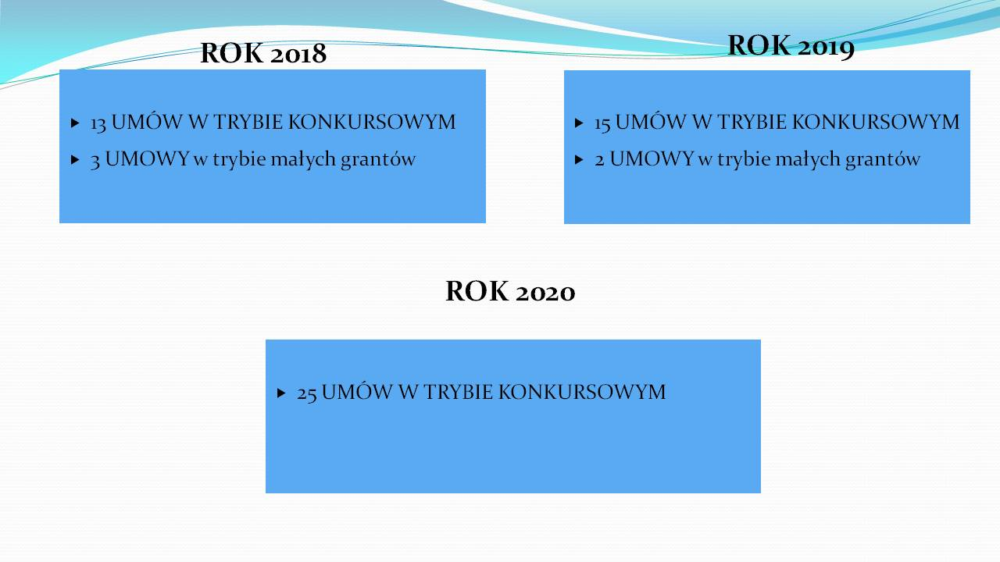 ROK 2018
13 UMÓW W TRYBIE KONKURSOWYM
3 UMOWY w trybie małych grantów
ROK 2019
15 UMÓW W TRYBIE KONKURSOWYM
2 UMOWY w trybie małych grantów
ROK 2020
25 UMÓW W TRYBIE KONKURSOWYM